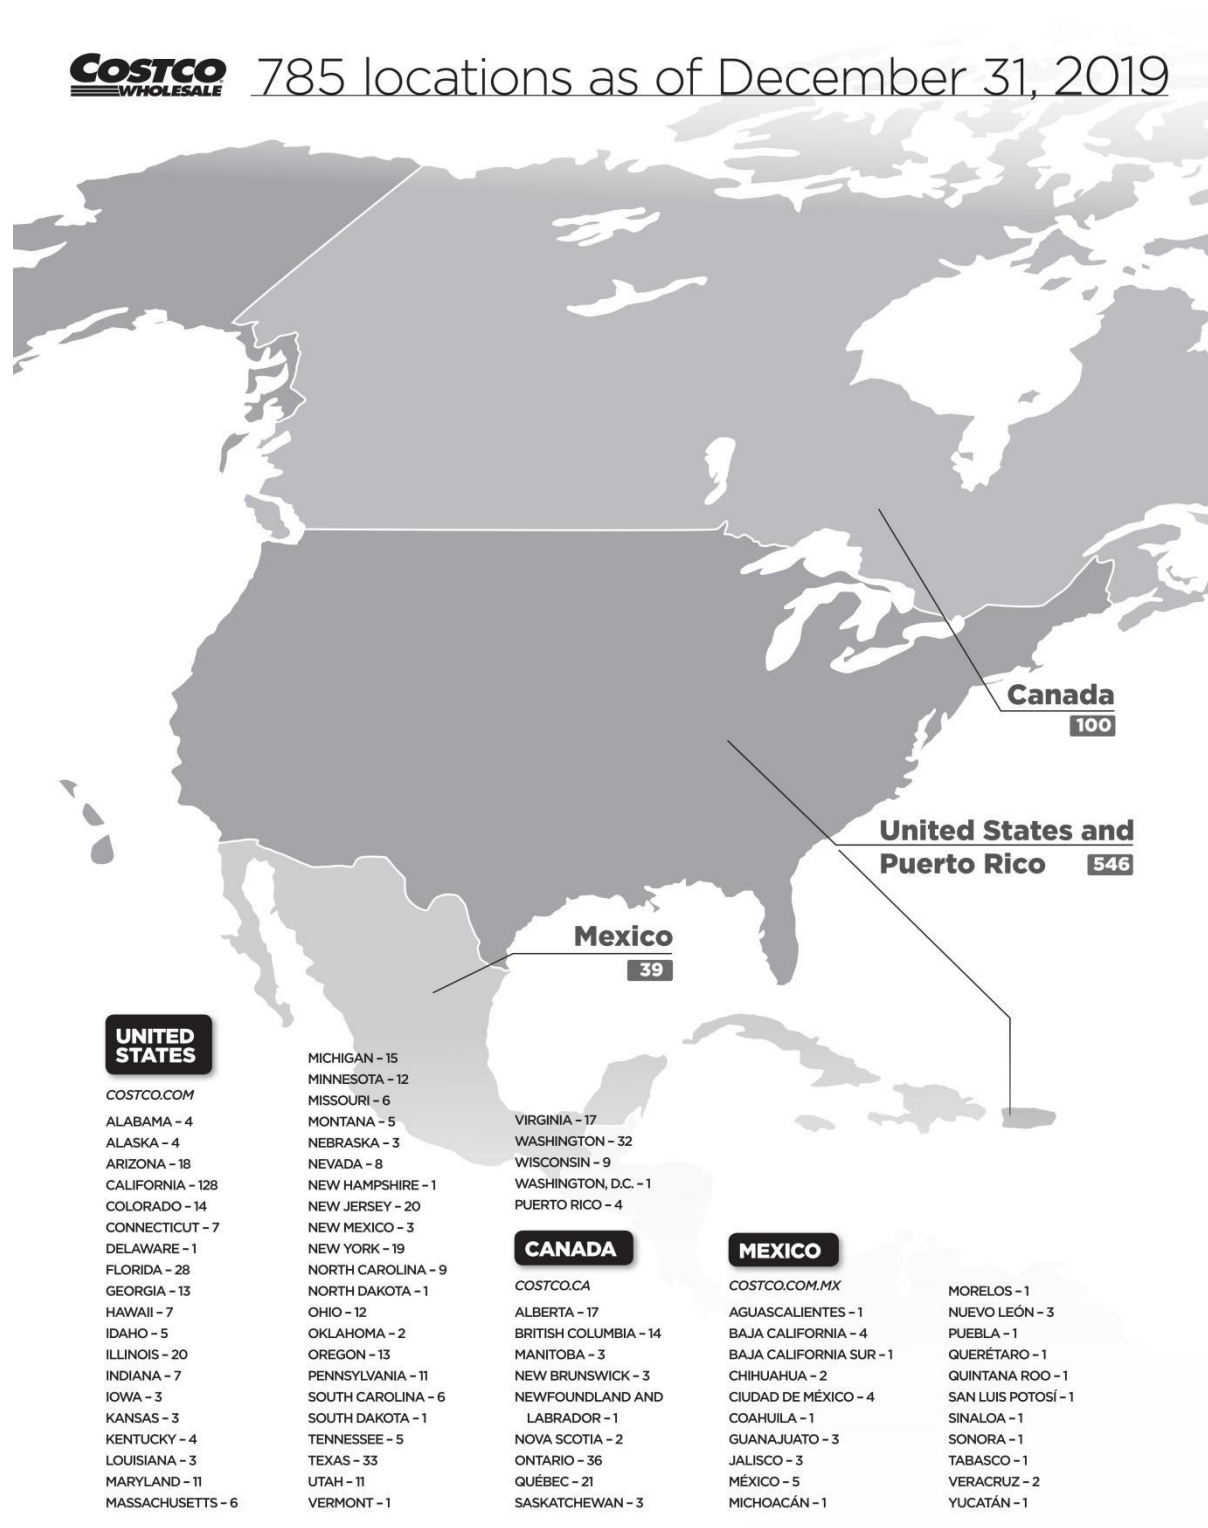 COSTCO
WHOLESALE
785 locations as of December 31, 2019
Canada
100
United States and
Puerto Rico 546
Mexico
39
UNITED
STATES
COSTCO.COM
ALABAMA – 4
ALASKA – 4
ARIZONA – 18
CALIFORNIA – 128
COLORADO – 14
CONNECTICUT – 7
DELAWARE – 1
FLORIDA – 28
GEORGIA – 13
HAWAII – 7
IDAHO – 5
ILLINOIS – 20
INDIANA – 7
IOWA – 3
KANSAS – 3
KENTUCKY – 4
LOUISIANA – 3
MARYLAND – 11
MASSACHUSETTS – 6
MICHIGAN – 15
MINNESOTA – 12
MISSOURI – 6
MONTANA – 5
NEBRASKA – 3
NEVADA – 8
NEW HAMPSHIRE – 1
NEW JERSEY – 20
NEW MEXICO – 3
NEW YORK – 19
NORTH CAROLINA – 9
NORTH DAKOTA – 1
OHIO – 12
OKLAHOMA – 2
OREGON – 13
PENNSYLVANIA – 11
SOUTH CAROLINA – 6
SOUTH DAKOTA – 1
TENNESSEE – 5
TEXAS – 33
UTAH – 11
VERMONT – 1
VIRGINIA – 17
WASHINGTON – 32
WISCONSIN – 9
WASHINGTON, D.C. – 1
PUERTO RICO – 4
CANADA
COSTCO.CA
ALBERTA – 17
BRITISH COLUMBIA – 14
MANITOBA – 3
NEW BRUNSWICK – 3
NEWFOUNDLAND AND
LABRADOR – 1
NOVA SCOTIA – 2
ONTARIO – 36
QUÉBEC – 21
SASKATCHEWAN – 3
MEXICO
COSTCO.COM.MX
AGUASCALIENTES – 1
BAJA CALIFORNIA – 4
BAJA CALIFORNIA SUR – 1
CHIHUAHUA – 2
CIUDAD DE MÉXICO – 4
COAHUILA – 1
GUANAJUATO – 3
JALISCO – 3
MÉXICO – 5
MICHOACÁN – 1
MORELOS – 1
NUEVO LEÓN – 3
PUEBLA – 1
QUERÉTARO – 1
QUINTANA ROO – 1
SAN LUIS POTOSÍ – 1
SINALOA – 1
SONORA – 1
TABASCO – 1
VERACRUZ – 2
YUCATÁN – 1